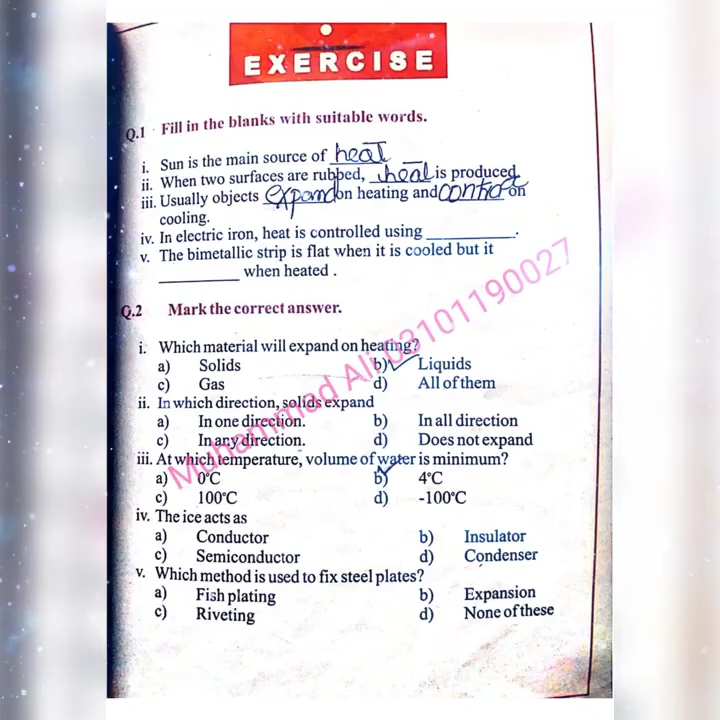 EXERCISE
Q.1 Fill in the blanks with suitable words.
i. Sun is the main source of heat
ii. When two surfaces are rubbed, heat is produced.
iii. Usually objects expand on heating and on
cooling.
iv. In electric iron, heat is controlled using __________.
v. The bimetallic strip is flat when it is cooled but it
__________ when heated .
Q.2 Mark the correct answer.
i. Which material will expand on heating?
a) Solids b) Liquids
c) Gas d) All of them
ii. In which direction, solids expand
a) In one direction. b) In all direction
c) In any direction. d) Does not expand
iii. At which temperature, volume of water is minimum?
a) 0°C b) 4°C
c) 100°C d) -100°C
iv. The ice acts as
a) Conductor b) Insulator
c) Semiconductor d) Condenser
v. Which method is used to fix steel plates?
a) Fish plating b) Expansion
c) Riveting d) None of these
Muhammad Ali 03101190027